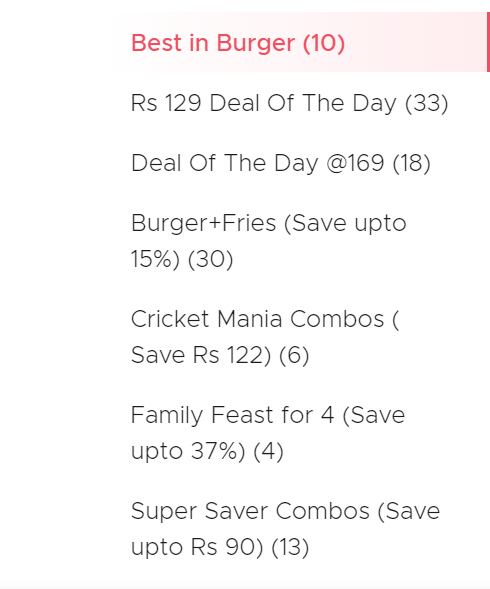 Best in Burger (10)
Rs 129 Deal Of The Day (33)
Deal Of The Day @169 (18)
Burger+Fries (Save upto
15%) (30)
Cricket Mania Combos (
Save Rs 122) (6)
Family Feast for 4 (Save
upto 37%) (4)
Super Saver Combos (Save
upto Rs 90) (13)